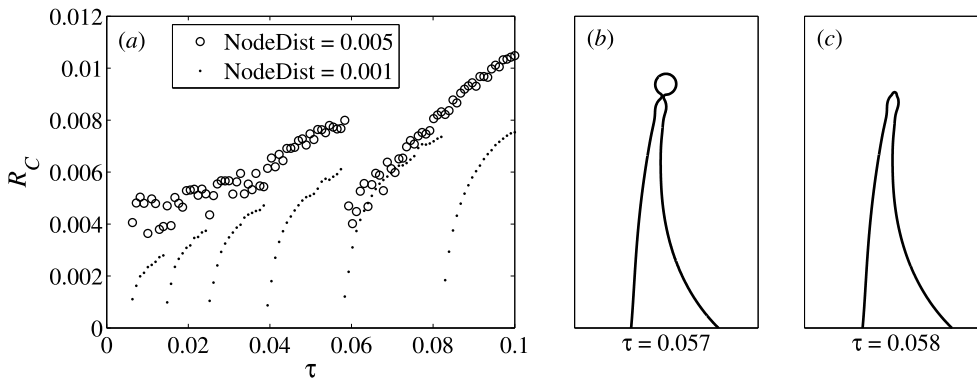 (a)
NodeDist = 0.005
NodeDist = 0.001
0.012
0.01
0.008
0.006
0.004
0.002
0
R_C
0 0.02 0.04 0.06 0.08 0.1
τ
(b)
τ = 0.057
(c)
τ = 0.058